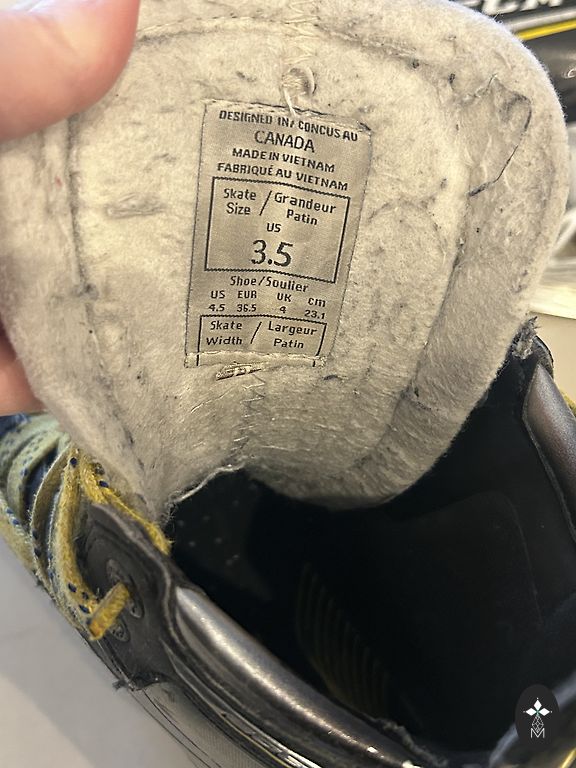 DESIGNED IN / CONCUS AU
CANADA
MADE IN VIETNAM
FABRIQUÉ AU VIETNAM
Skate / Grandeur
Size Patin
US
3.5
Shoe/Soulier
US EUR UK cm
4.5 36.5 4 23.1
Skate / Largeur
Width Patin
M